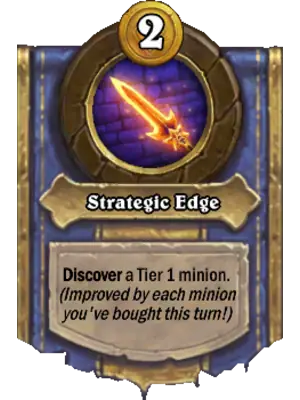 2
Strategic Edge
Discover a Tier 1 minion.
(Improved by each minion
you've bought this turn!)